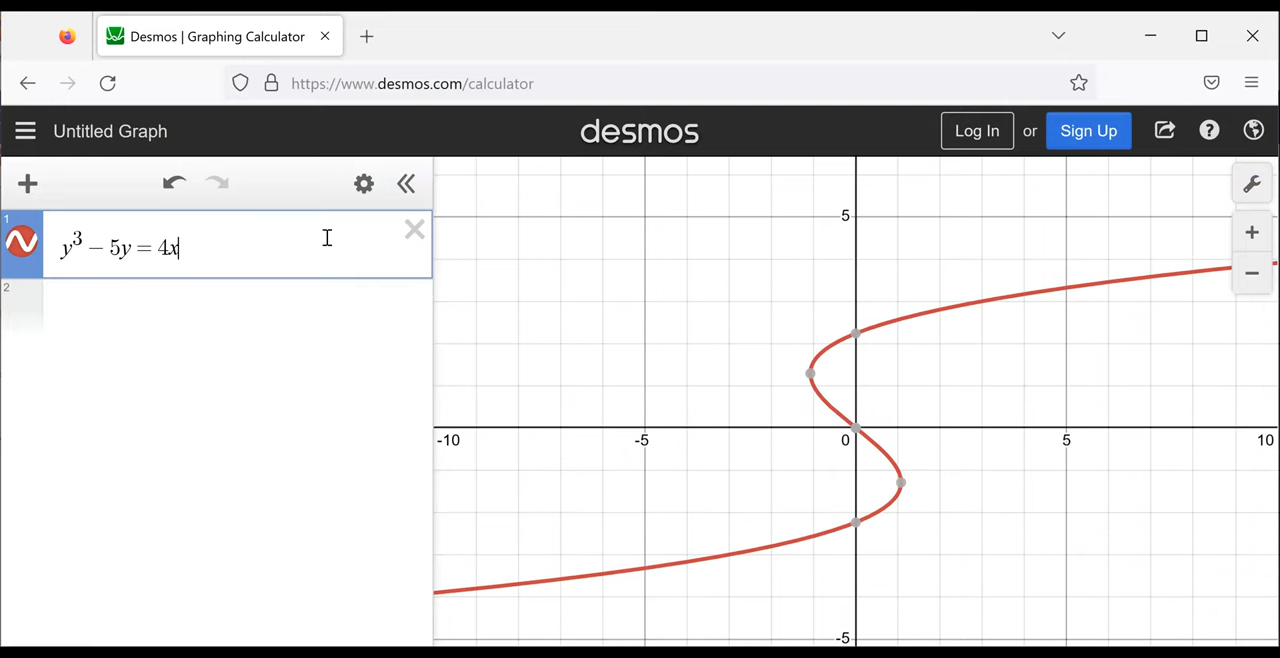 Desmos | Graphing Calculator
https://www.desmos.com/calculator
Untitled Graph
desmos
Log In or Sign Up
1
y³ − 5y = 4x
2
5
-10 -5 0 5 10
-5